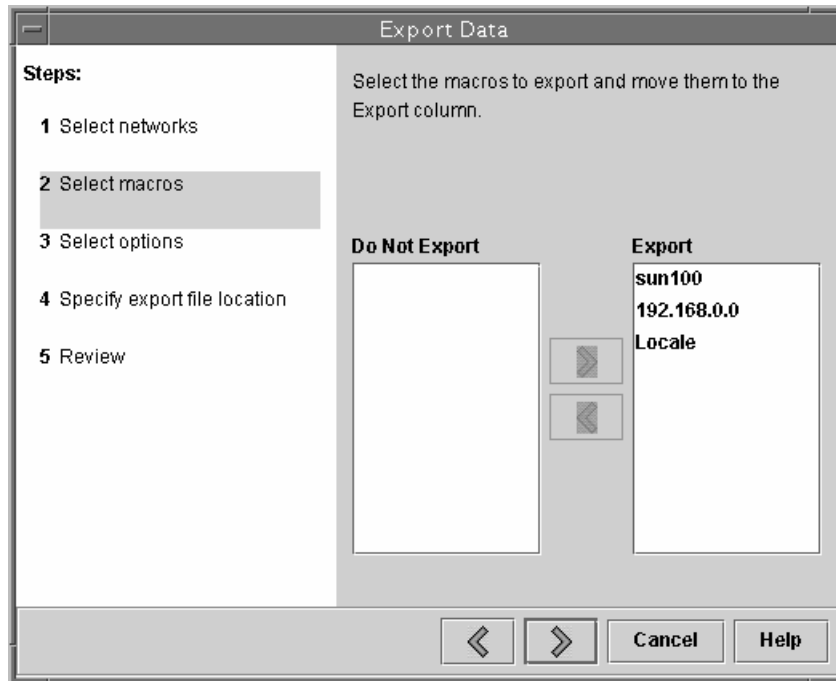 Export Data
Steps:
1 Select networks
2 Select macros
3 Select options
4 Specify export file location
5 Review
Select the macros to export and move them to the
Export column.
Do Not Export
Export
sun100
192.168.0.0
Locale
Cancel
Help